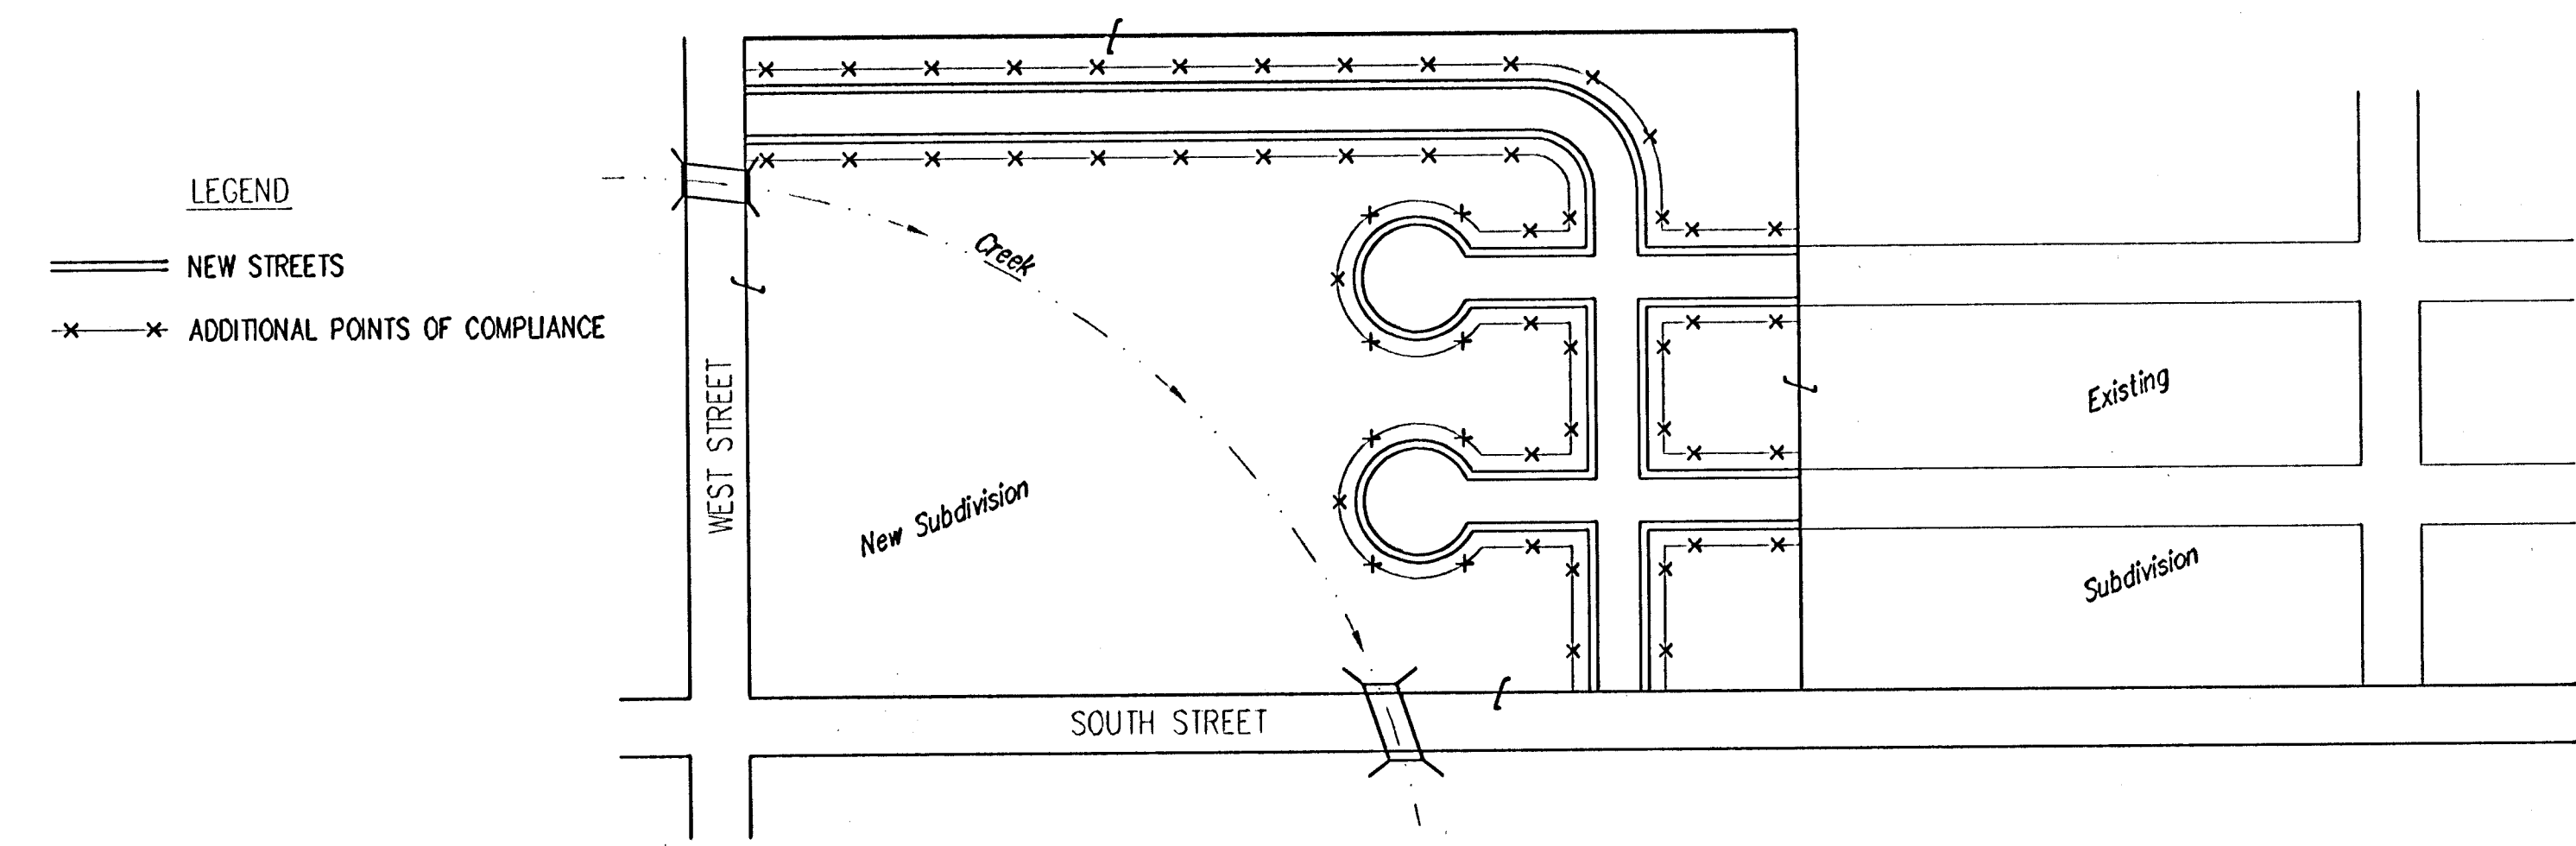 LEGEND
NEW STREETS
ADDITIONAL POINTS OF COMPLIANCE
WEST STREET
Creek
New Subdivision
Existing
Subdivision
SOUTH STREET